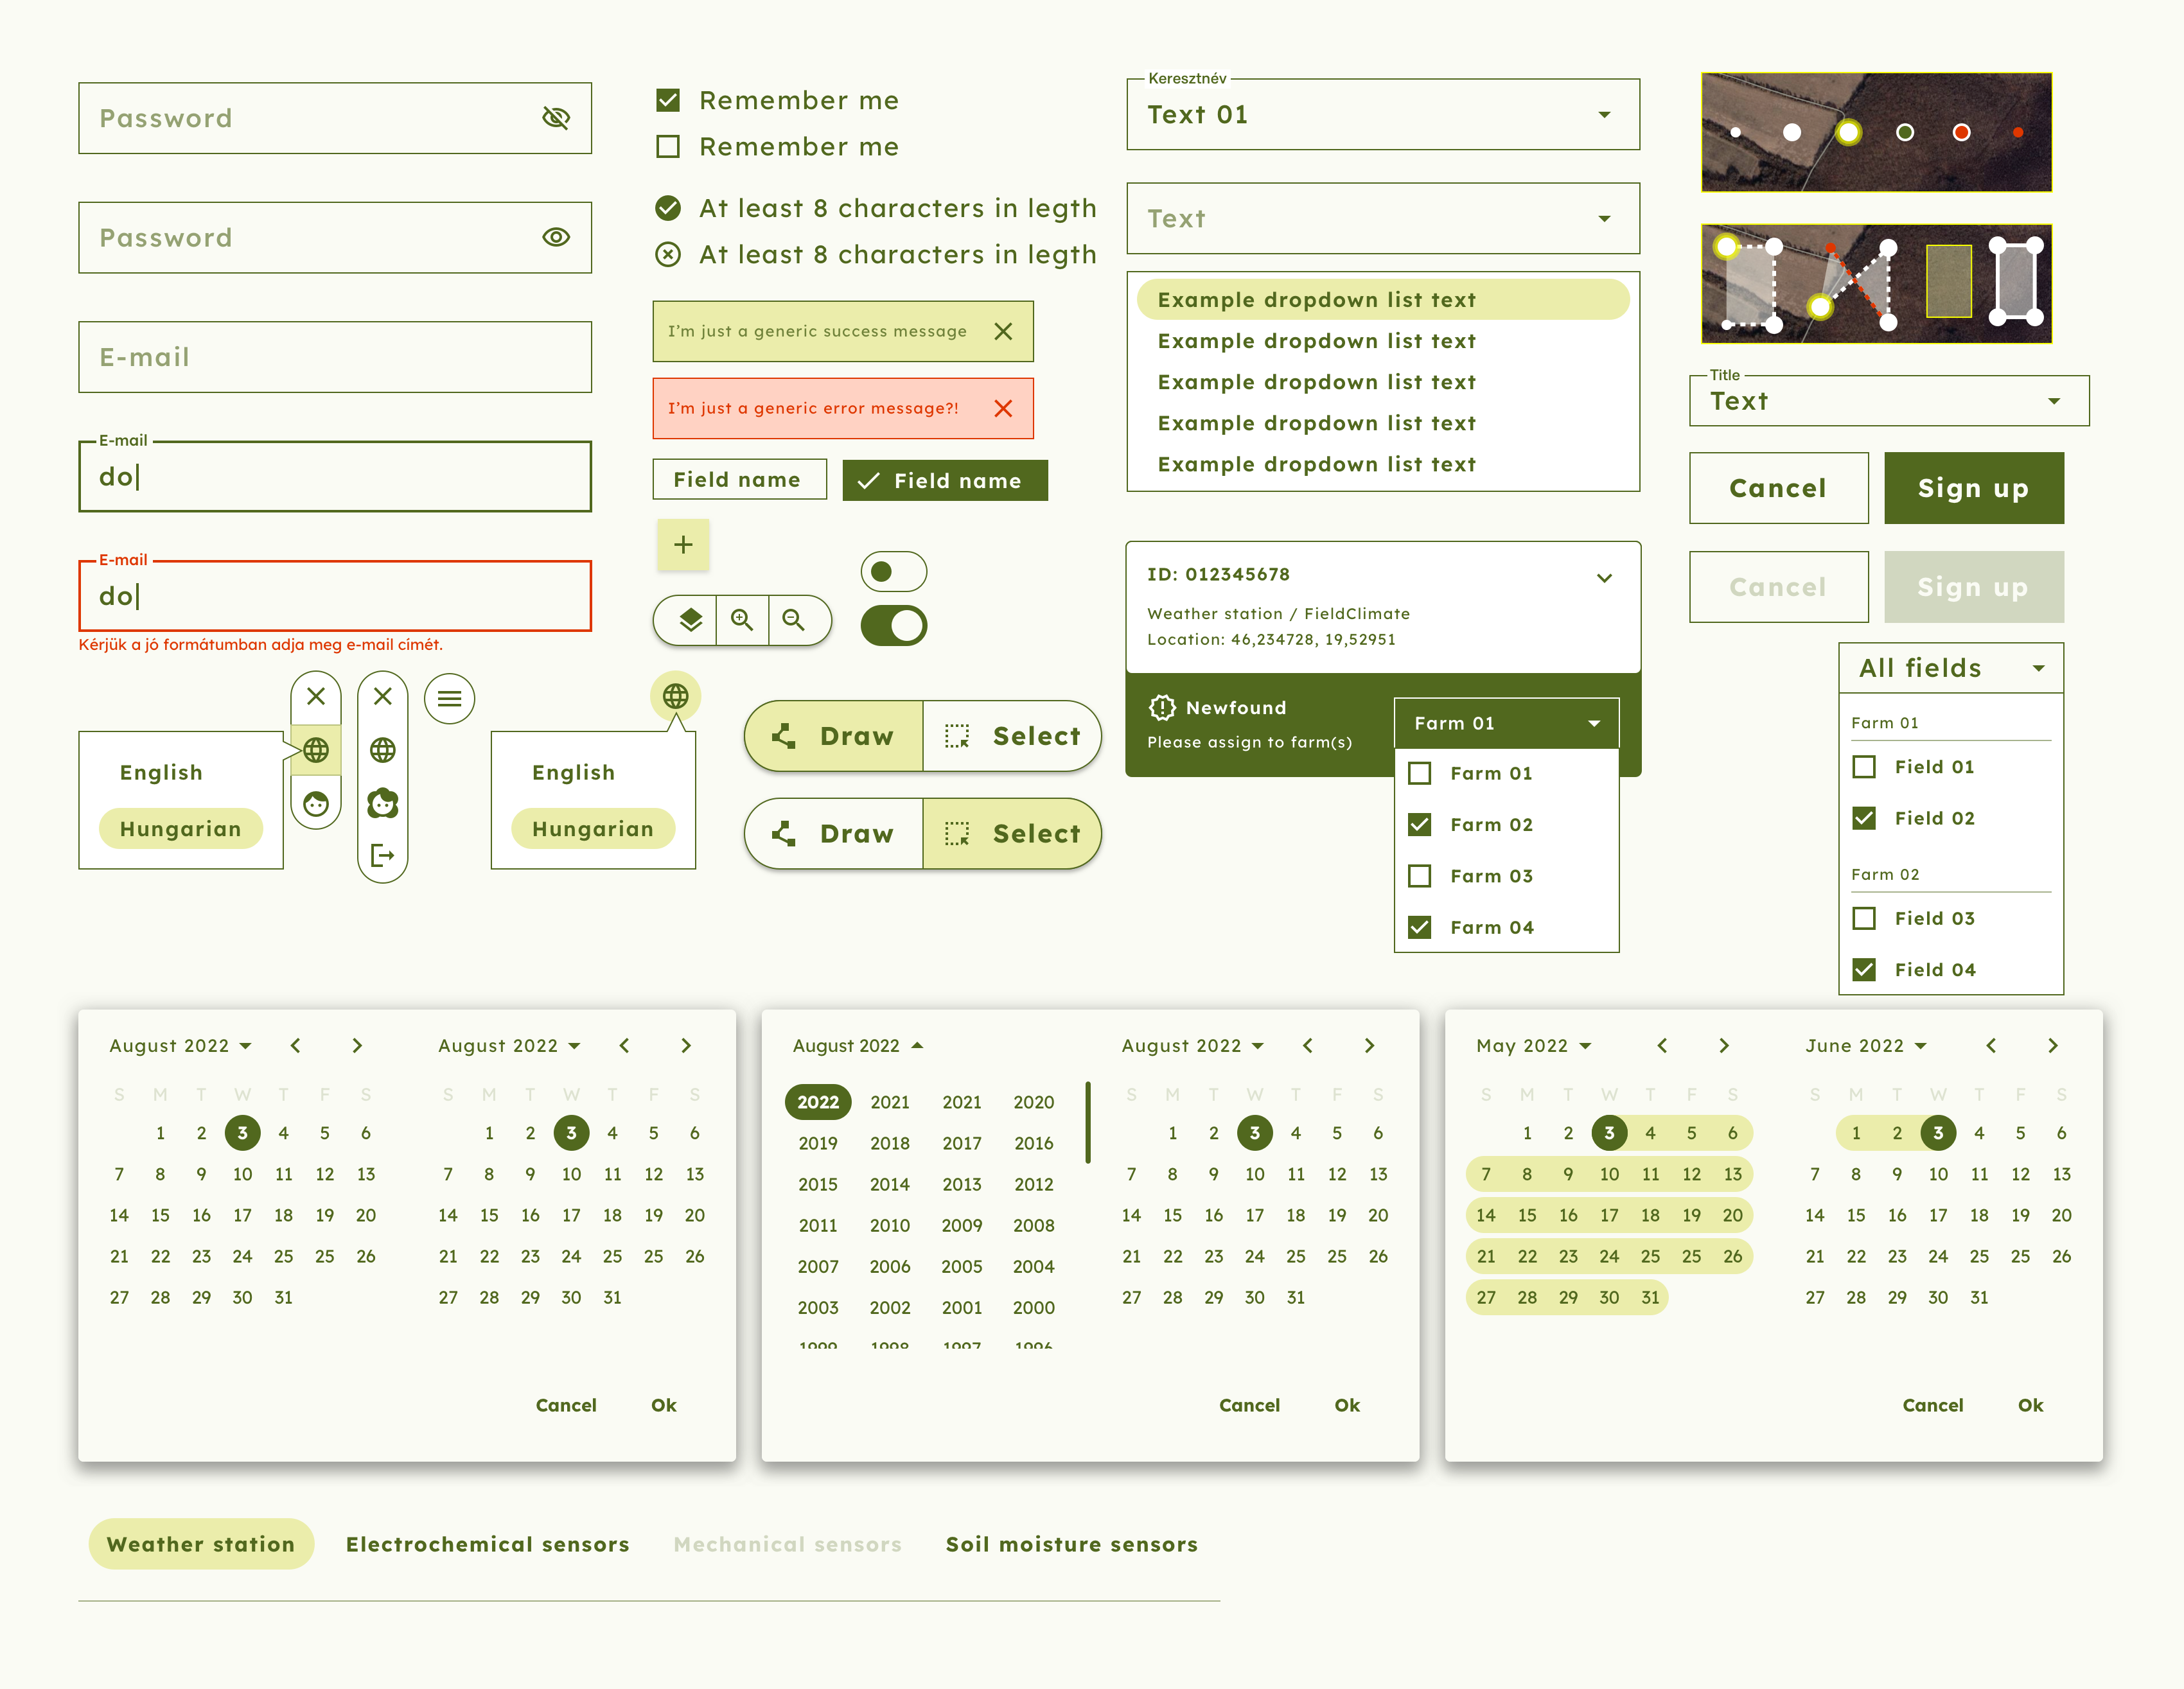 Password
Password
E-mail
E-mail
do
E-mail
do
Kérjük a jó formátumban adja meg e-mail címét.
English
Hungarian
English
Hungarian
Remember me
Remember me
At least 8 characters in legth
At least 8 characters in legth
I'm just a generic success message
I'm just a generic error message?!
Field name
Field name
Draw
Select
Draw
Select
Keresztnév
Text 01
Text
Example dropdown list text
Example dropdown list text
Example dropdown list text
Example dropdown list text
Example dropdown list text
ID: 012345678
Weather station / FieldClimate
Location: 46,234728, 19,52951
Newfound
Please assign to farm(s)
Farm 01
Farm 01
Farm 02
Farm 03
Farm 04
Title
Text
Cancel
Sign up
Cancel
Sign up
All fields
Farm 01
Field 01
Field 02
Farm 02
Field 03
Field 04
August 2022
S M T W T F S
1 2 3 4 5 6
7 8 9 10 11 12 13
14 15 16 17 18 19 20
21 22 23 24 25 25 26
27 28 29 30 31
August 2022
S M T W T F S
1 2 3 4 5 6
7 8 9 10 11 12 13
14 15 16 17 18 19 20
21 22 23 24 25 25 26
27 28 29 30 31
Cancel
Ok
August 2022
2022 2021 2021 2020
2019 2018 2017 2016
2015 2014 2013 2012
2011 2010 2009 2008
2007 2006 2005 2004
2003 2002 2001 2000
1999 1998 1997 1996
August 2022
S M T W T F S
1 2 3 4 5 6
7 8 9 10 11 12 13
14 15 16 17 18 19 20
21 22 23 24 25 25 26
27 28 29 30 31
Cancel
Ok
May 2022
S M T W T F S
1 2 3 4 5 6
7 8 9 10 11 12 13
14 15 16 17 18 19 20
21 22 23 24 25 25 26
27 28 29 30 31
June 2022
S M T W T F S
1 2 3 4 5 6
7 8 9 10 11 12 13
14 15 16 17 18 19 20
21 22 23 24 25 25 26
27 28 29 30 31
Cancel
Ok
Weather station
Electrochemical sensors
Mechanical sensors
Soil moisture sensors